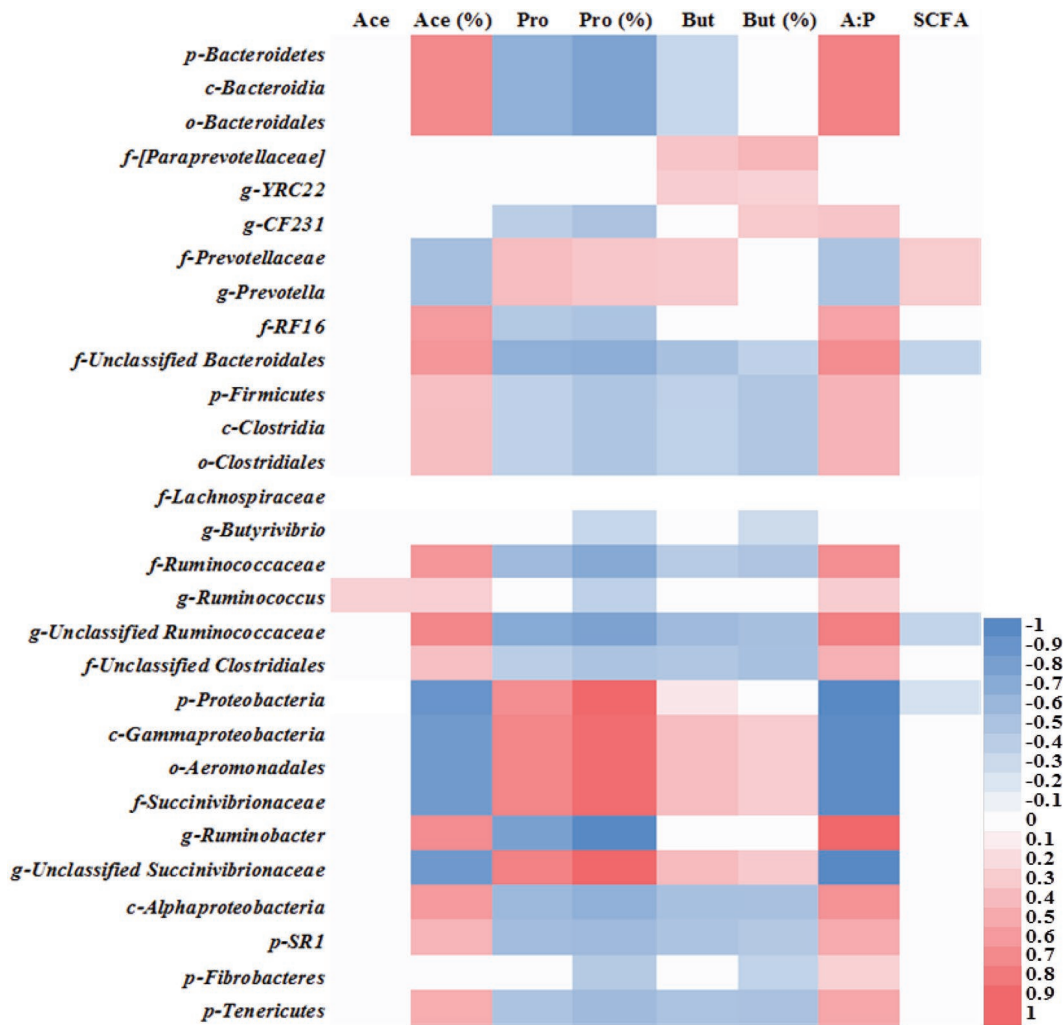 Ace Ace (%) Pro Pro (%) But But (%) A:P SCFA
p-Bacteroidetes
c-Bacteroidia
o-Bacteroidales
f-[Paraprevotellaceae]
g-YRC22
g-CF231
f-Prevotellaceae
g-Prevotella
f-RF16
f-Unclassified Bacteroidales
p-Firmicutes
c-Clostridia
o-Clostridiales
f-Lachnospiraceae
g-Butyrivibrio
f-Ruminococcaceae
g-Ruminococcus
g-Unclassified Ruminococcaceae
f-Unclassified Clostridiales
p-Proteobacteria
c-Gammaproteobacteria
o-Aeromonadales
f-Succinivibrionaceae
g-Ruminobacter
g-Unclassified Succinivibrionaceae
c-Alphaproteobacteria
p-SR1
p-Fibrobacteres
p-Tenericutes
-1
-0.9
-0.8
-0.7
-0.6
-0.5
-0.4
-0.3
-0.2
-0.1
0
0.1
0.2
0.3
0.4
0.5
0.6
0.7
0.8
0.9
1